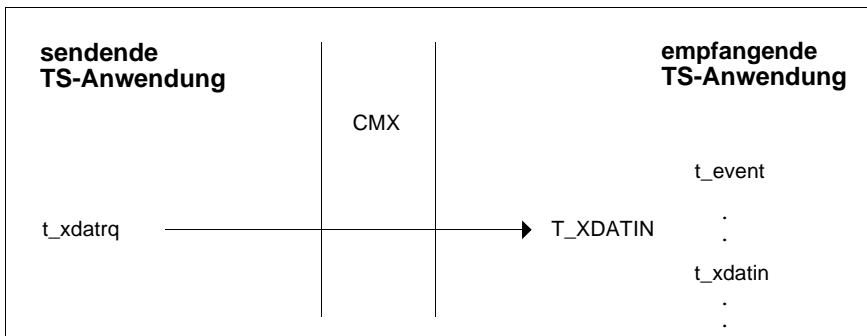 sendende
TS-Anwendung
empfangende
TS-Anwendung
CMX
t_event
t_xdatrq
T_XDATIN
.
.
t_xdatin
.
.